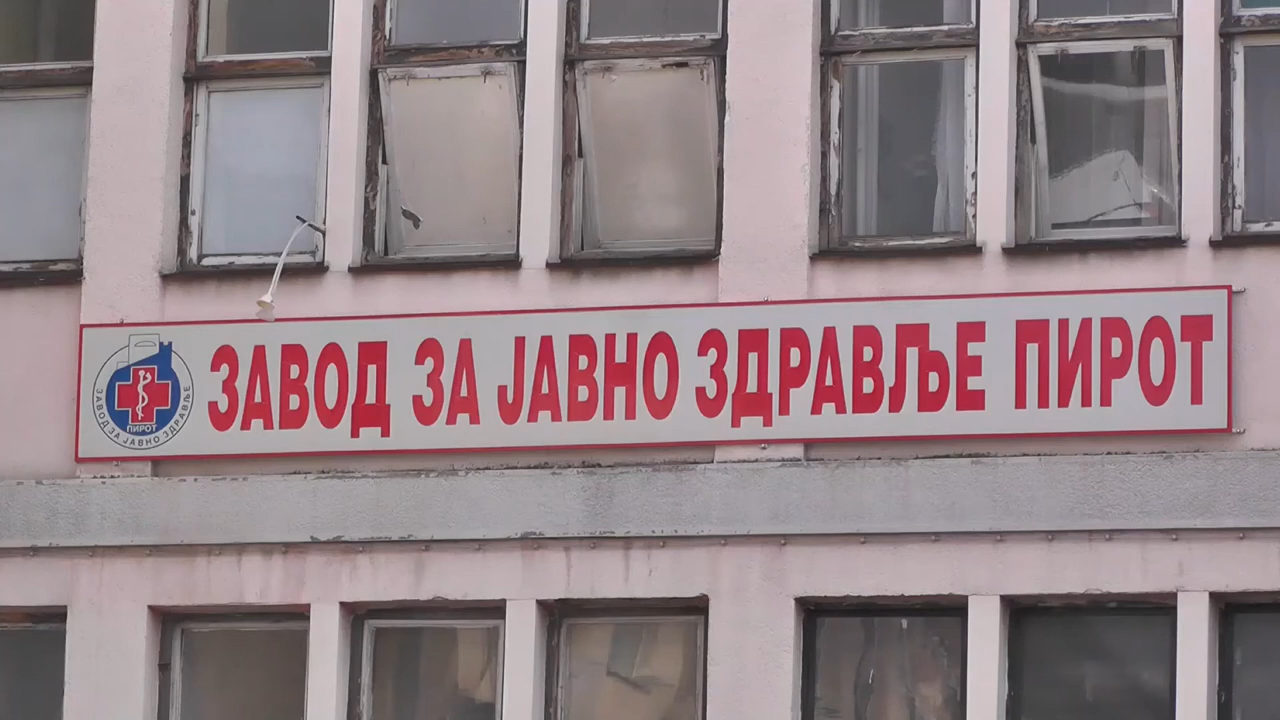 ЗАВОД ЗА ЈАВНО ЗДРАВЉЕ ПИРОТ
ПИРОТ
ЗАВОД ЗА ЈАВНО ЗДРАВЉЕ